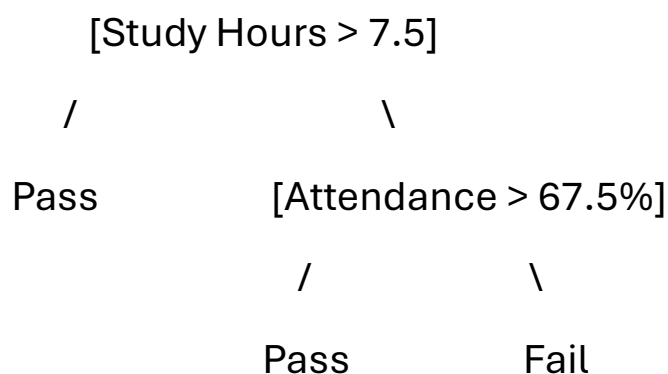 [Study Hours > 7.5]
/ \
Pass [Attendance > 67.5%]
/ \
Pass Fail